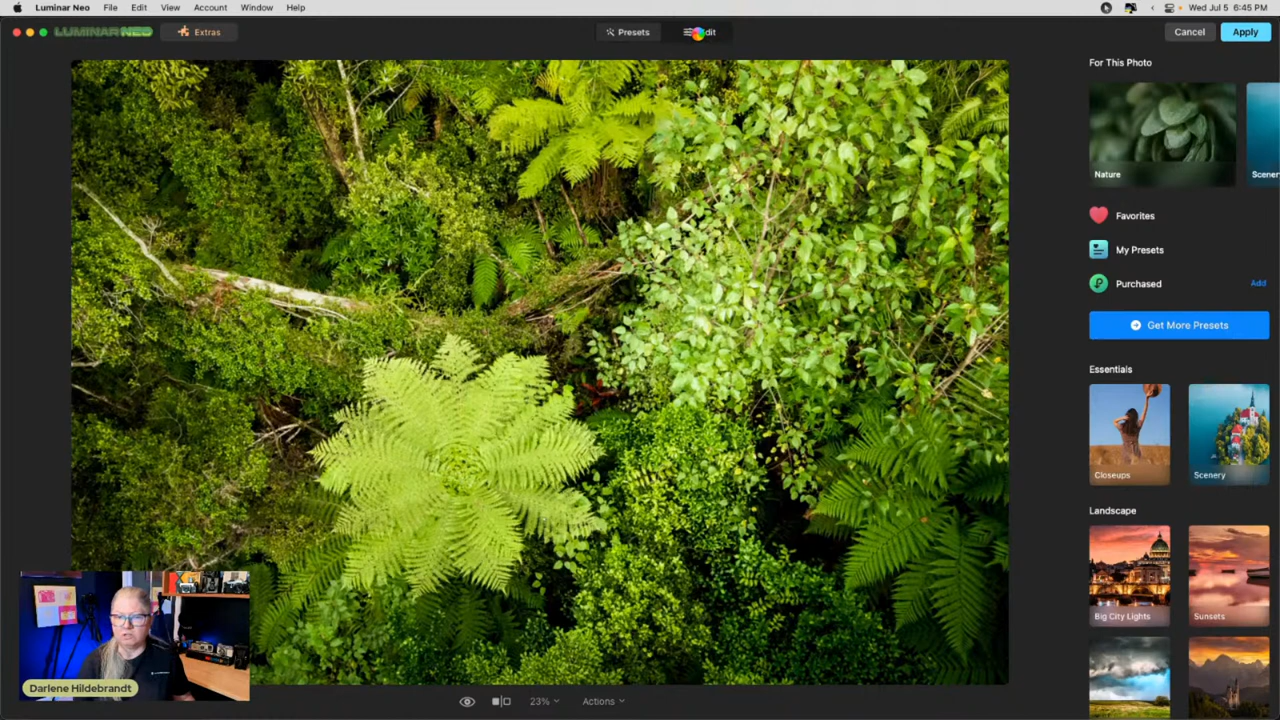 Luminar Neo File Edit View Account Window Help
Wed Jul 5 6:45 PM
LUMINAR NEO
Extras
Presets
Cancel
Apply
For This Photo
Nature
Favorites
My Presets
Purchased
Add
Get More Presets
Essentials
Closeups
Scenery
Landscape
Big City Lights
Sunsets
Darlene Hildebrandt
23%
Actions